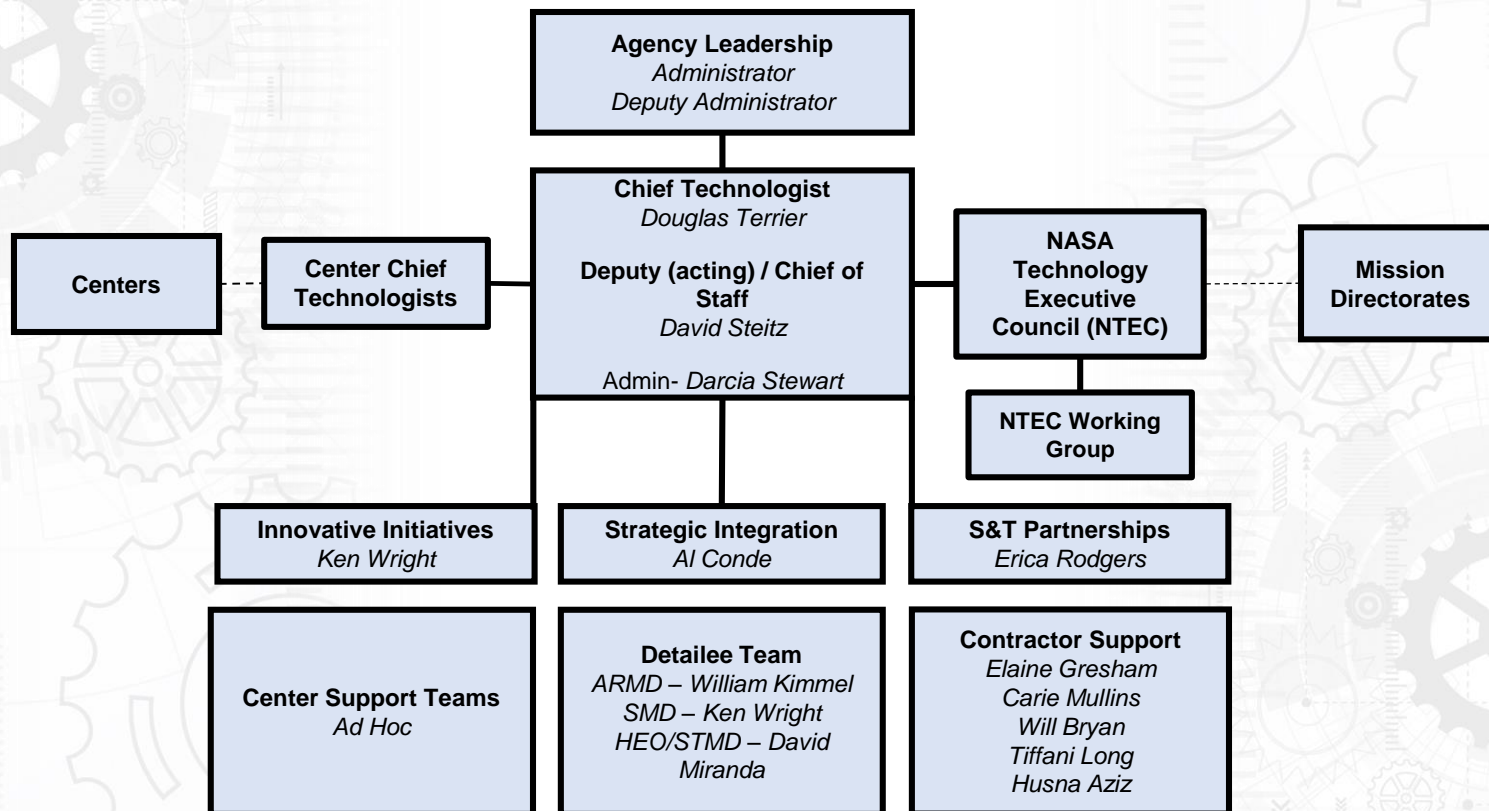 Agency Leadership
Administrator
Deputy Administrator
Chief Technologist
Douglas Terrier
Deputy (acting) / Chief of
Staff
David Steitz
Admin- Darcia Stewart
Centers
Center Chief
Technologists
NASA
Technology
Executive
Council (NTEC)
Mission
Directorates
NTEC Working
Group
Innovative Initiatives
Ken Wright
Strategic Integration
Al Conde
S&T Partnerships
Erica Rodgers
Center Support Teams
Ad Hoc
Detailee Team
ARMD – William Kimmel
SMD – Ken Wright
HEO/STMD – David
Miranda
Contractor Support
Elaine Gresham
Carie Mullins
Will Bryan
Tiffani Long
Husna Aziz